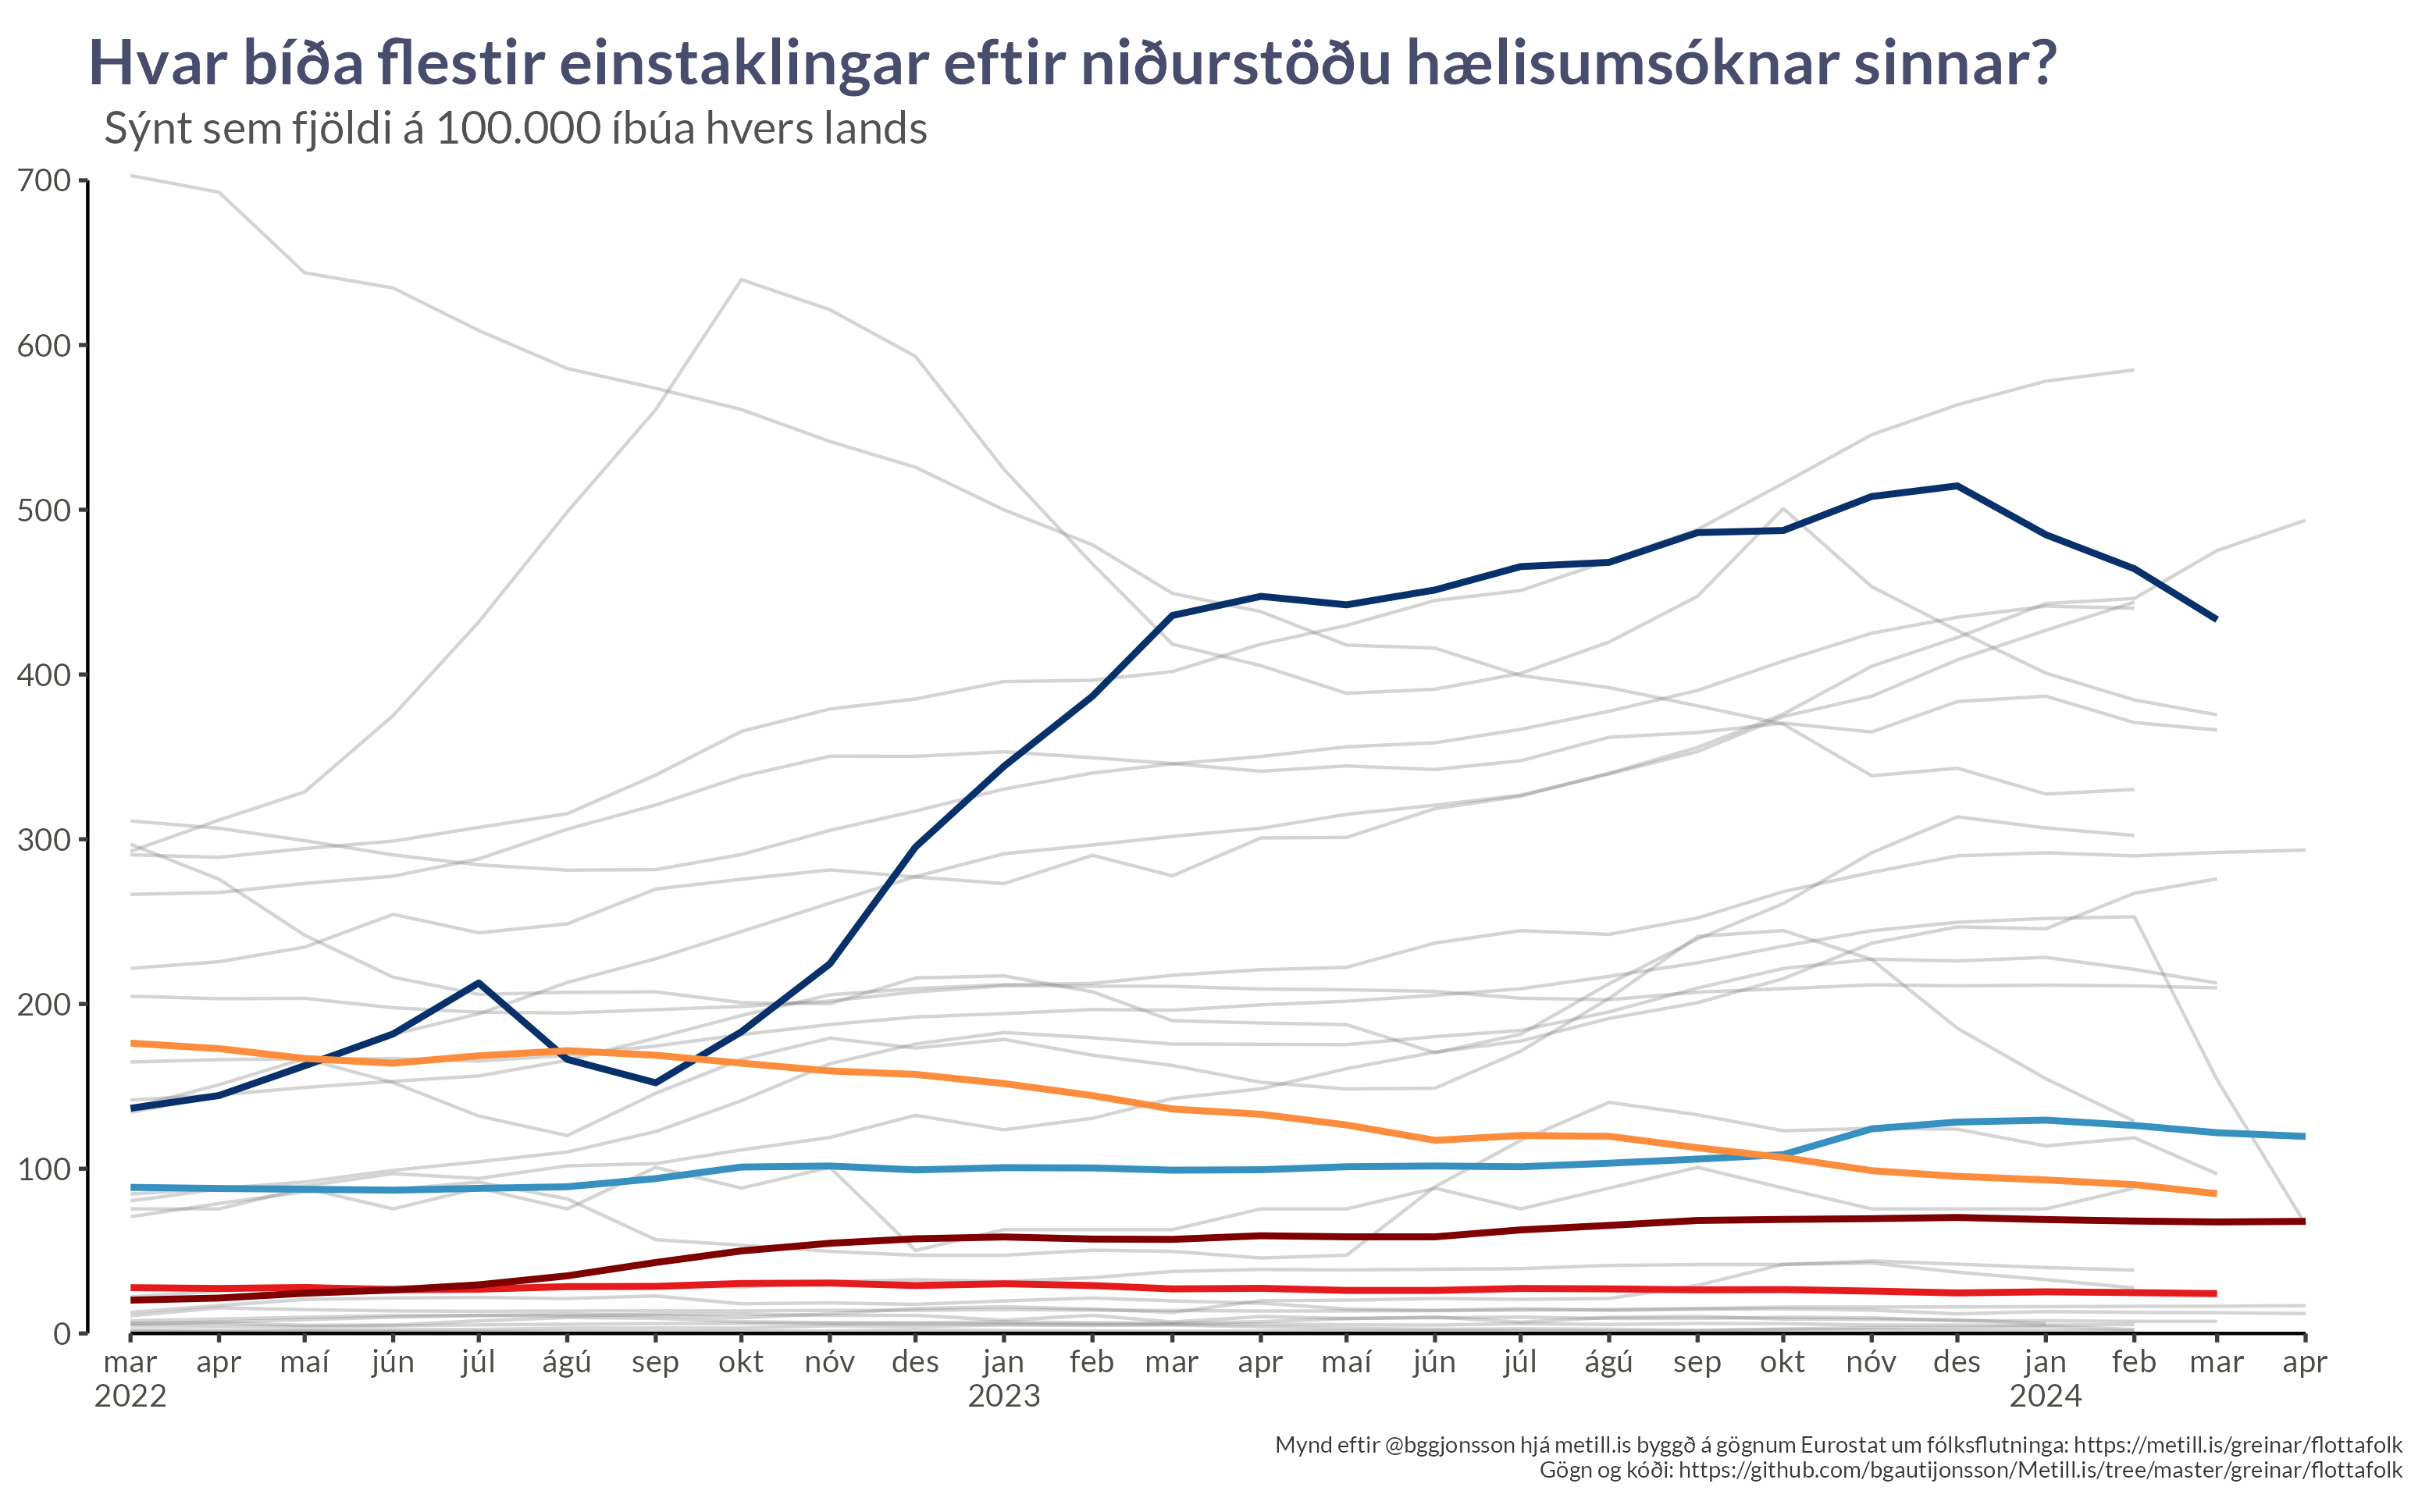 Hvar bíða flestir einstaklingar eftir niðurstöðu hælisumsóknar sinnar?
Sýnt sem fjöldi á 100.000 íbúa hvers lands
700
600
500
400
300
200
100
0
mar apr maí jún júl ágú sep okt nóv des jan feb mar apr maí jún júl ágú sep okt nóv des jan feb mar apr
2022 2023 2024
Mynd eftir @bggjonsson hjá metill.is byggð á gögnum Eurostat um fólksflutninga: https://metill.is/greinar/flottafolk
Gögn og kóði: https://github.com/bgautijonsson/Metill.is/tree/master/greinar/flottafolk